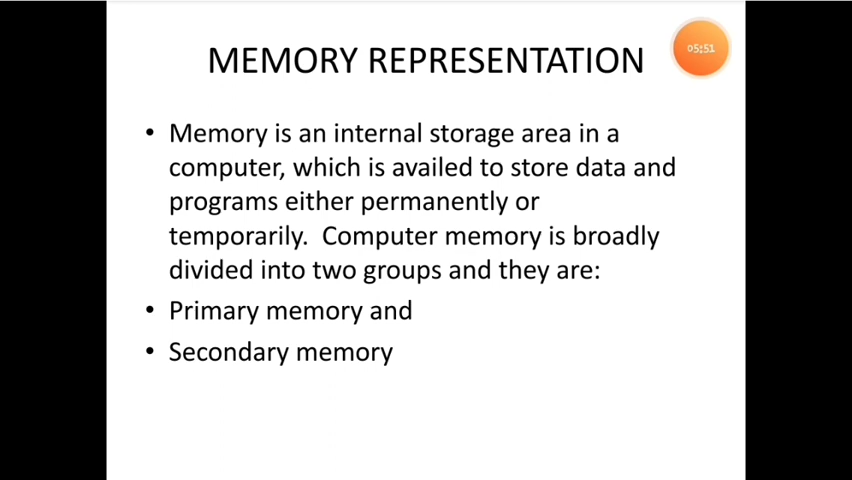 MEMORY REPRESENTATION
05:51
• Memory is an internal storage area in a
computer, which is availed to store data and
programs either permanently or
temporarily.  Computer memory is broadly
divided into two groups and they are:
• Primary memory and
• Secondary memory